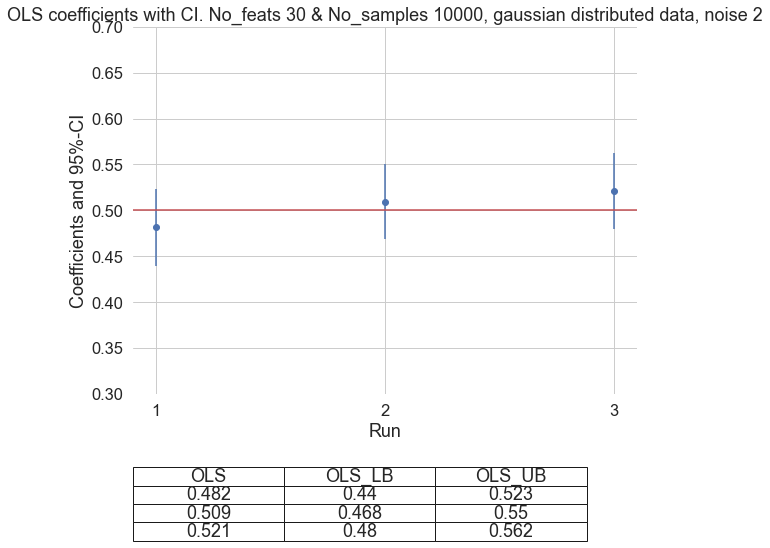 OLS coefficients with CI. No_feats 30 & No_samples 10000, gaussian distributed data, noise 2
0.70
0.65
0.60
0.55
0.50
0.45
0.40
0.35
0.30
Coefficients and 95%-CI
1 2 3
Run
OLS OLS_LB OLS_UB
0.482 0.44 0.523
0.509 0.468 0.55
0.521 0.48 0.562